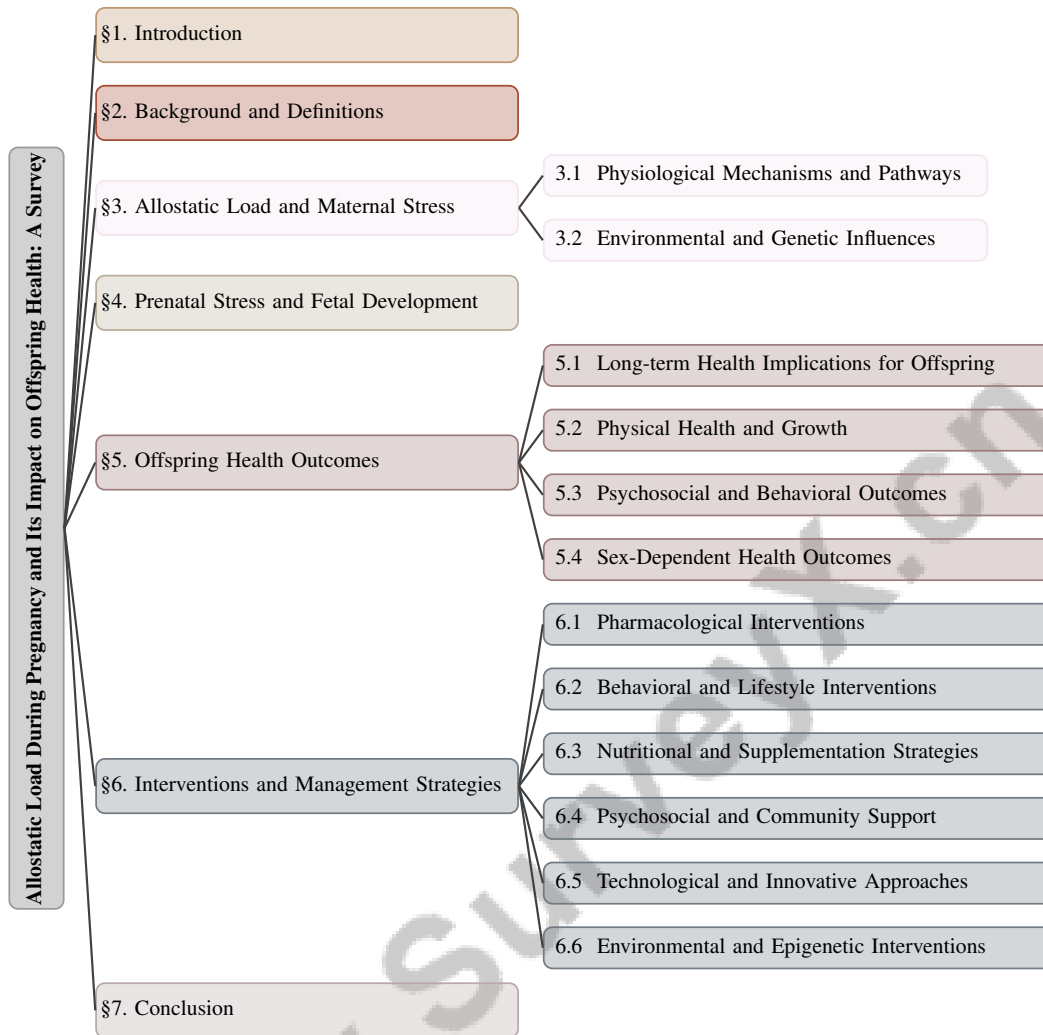 Allostatic Load During Pregnancy and Its Impact on Offspring Health: A Survey
§1. Introduction
§2. Background and Definitions
§3. Allostatic Load and Maternal Stress
3.1 Physiological Mechanisms and Pathways
3.2 Environmental and Genetic Influences
§4. Prenatal Stress and Fetal Development
§5. Offspring Health Outcomes
5.1 Long-term Health Implications for Offspring
5.2 Physical Health and Growth
5.3 Psychosocial and Behavioral Outcomes
5.4 Sex-Dependent Health Outcomes
§6. Interventions and Management Strategies
6.1 Pharmacological Interventions
6.2 Behavioral and Lifestyle Interventions
6.3 Nutritional and Supplementation Strategies
6.4 Psychosocial and Community Support
6.5 Technological and Innovative Approaches
6.6 Environmental and Epigenetic Interventions
§7. Conclusion
SurveyX.cn